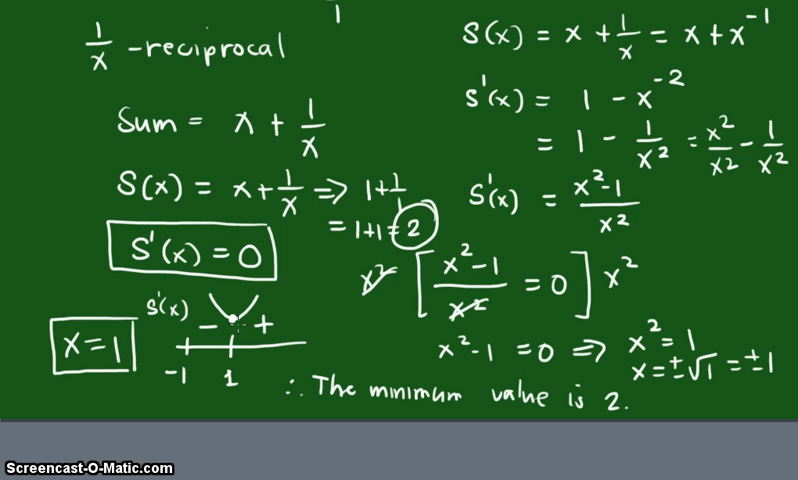 1
1/x - reciprocal
Sum = x + 1/x
S(x) = x + 1/x => 1 + 1/1
= 1+1 = 2
S'(x) = 0
x = 1
S'(x)
- +
-1 1
S(x) = x + 1/x = x + x^-1
S'(x) = 1 - x^-2
= 1 - 1/x^2 = x^2/x^2 - 1/x^2
S'(x) = x^2-1/x^2
x^2 [x^2-1/x^2 = 0] x^2
x^2 - 1 = 0 => x^2 = 1
x = ±√1 = ±1
∴ The minimum value is 2.
Screencast-O-Matic.com